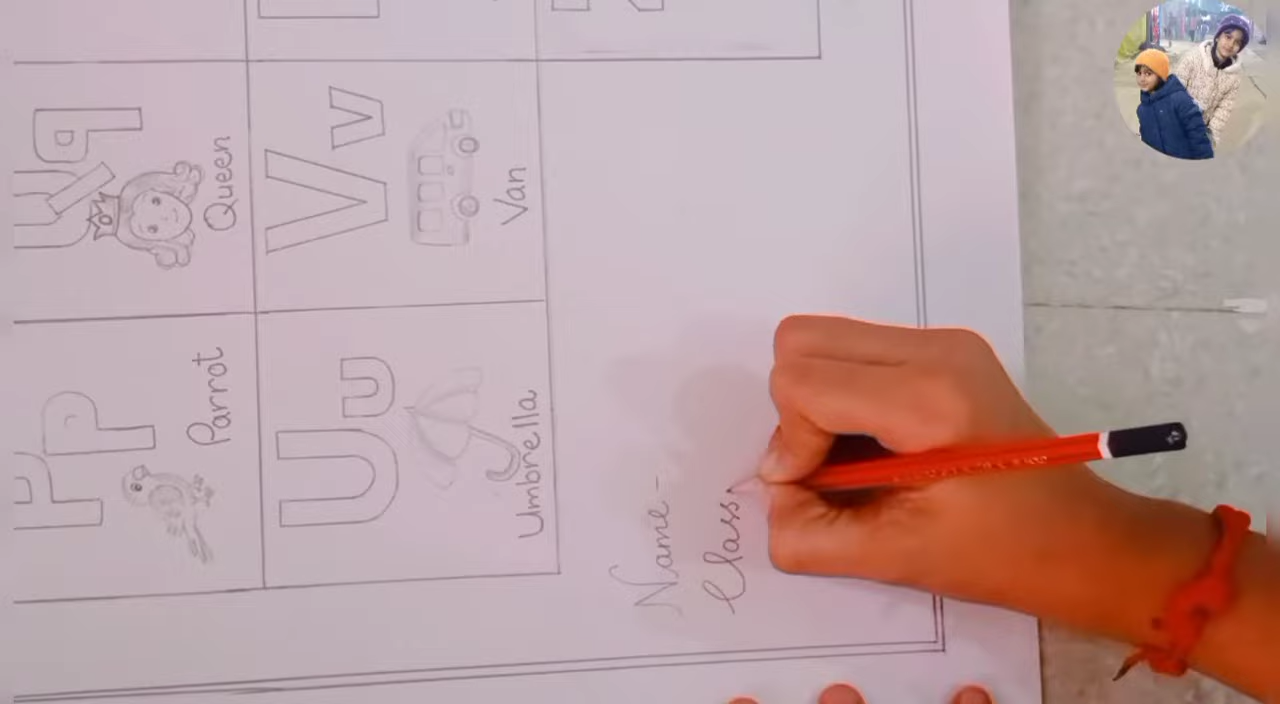 Pp
Parrot
Qq
Queen
Uu
Umbrella
Vv
Van
Name -
Class